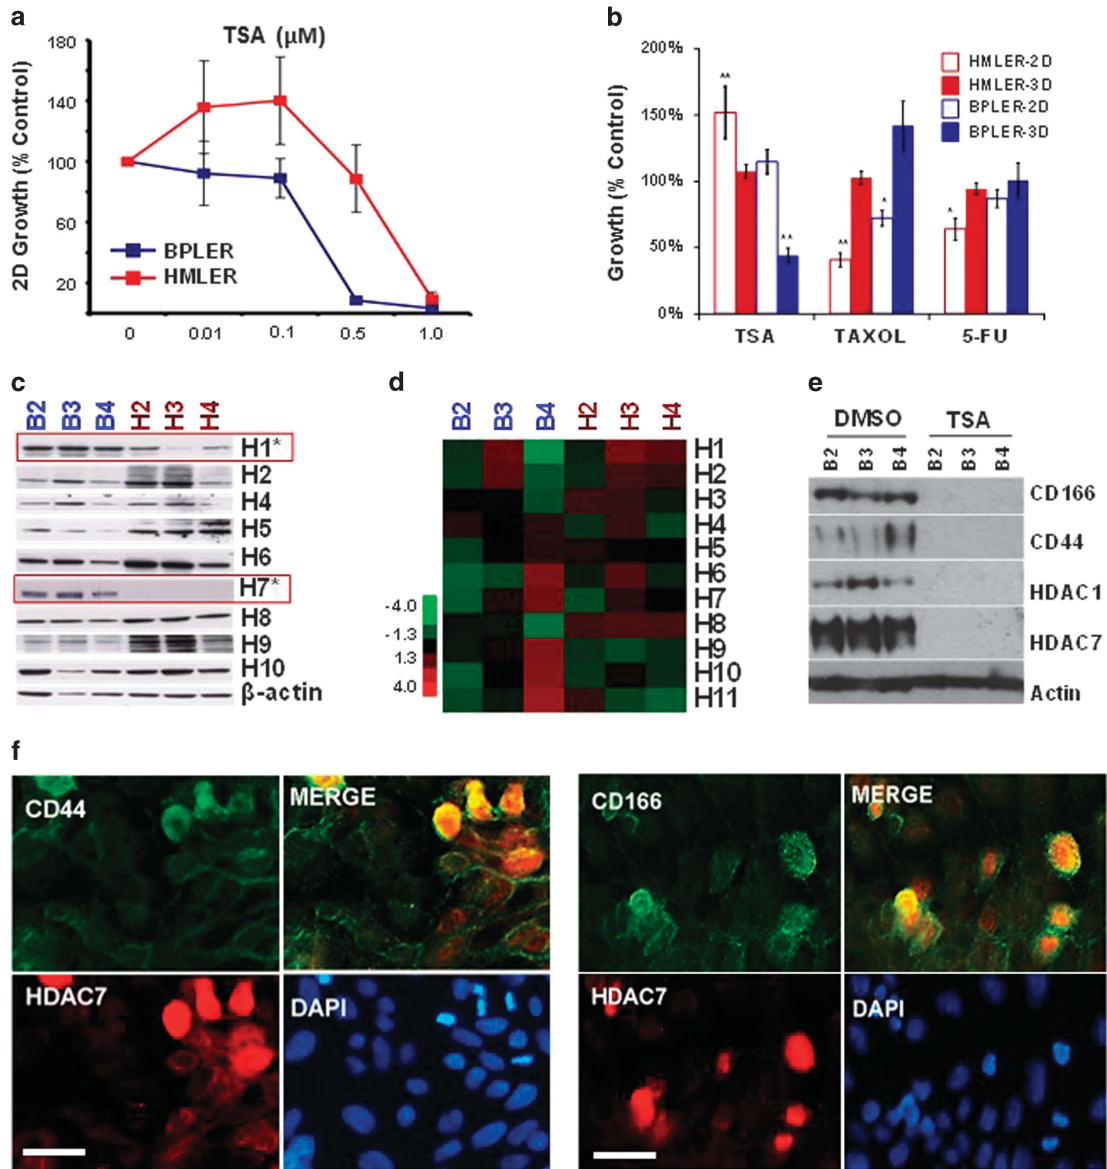 a
TSA (µM)
2D Growth (% Control)
180
140
100
60
20
BPLER
HMLER
0 0.01 0.1 0.5 1.0
b
Growth (% Control)
200%
150%
100%
50%
0%
HMLER-2D
HMLER-3D
BPLER-2D
BPLER-3D
^^
^^
^^
^
^
TSA TAXOL 5-FU
c
B2 B3 B4 H2 H3 H4
H1*
H2
H4
H5
H6
H7*
H8
H9
H10
β-actin
d
B2 B3 B4 H2 H3 H4
H1
H2
H3
H4
H5
H6
H7
H8
H9
H10
H11
-4.0
-1.3
1.3
4.0
e
DMSO TSA
B2 B3 B4 B2 B3 B4
CD166
CD44
HDAC1
HDAC7
Actin
f
CD44
MERGE
HDAC7
DAPI
CD166
MERGE
HDAC7
DAPI